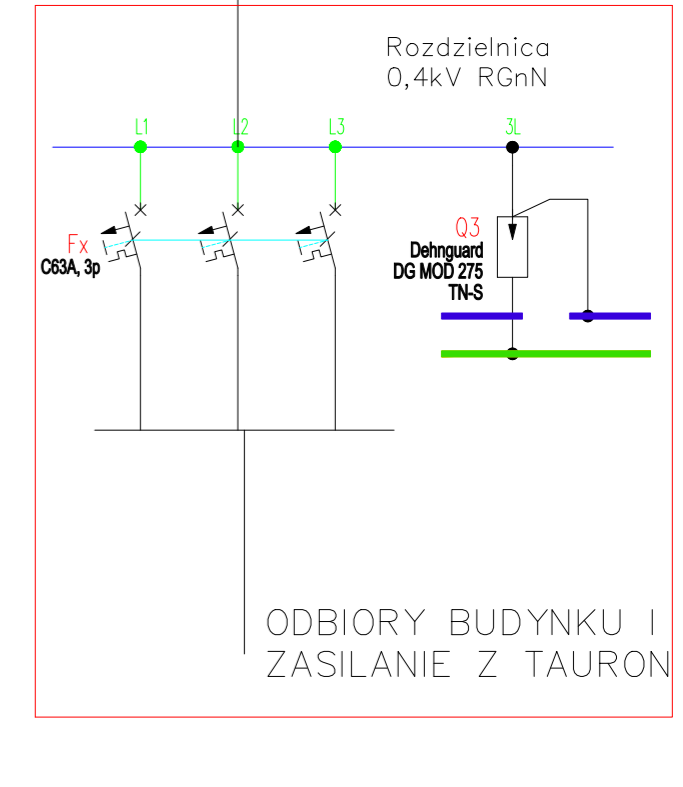 Rozdzielnica
0,4kV RGnN
L1
L2
L3
3L
Fx
C63A, 3p
Q3
Dehnguard
DG MOD 275
TN-S
ODBIORY BUDYNKU I
ZASILANIE Z TAURON